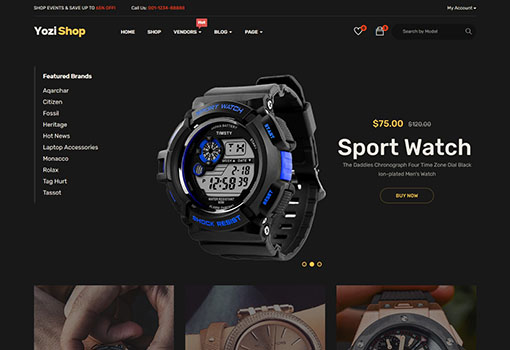 SHOP EVENTS & SAVE UP TO 65% OFF!
Call Us: 001-1234-88888
My Account
Yozi Shop
HOME
SHOP
VENDORS
Hot
BLOG
PAGE
Search by Model
Featured Brands
Aqarchar
Citizen
Fossil
Heritage
Hot News
Laptop Accessories
Monacco
Rolax
Tag Hurt
Tassot
SPORT WATCH
TIMSTY
START
RESET
12:58 39
WATER RESISTANT
SHOCK RESIST
$75.00 $120.00
Sport Watch
The Daddies Chronograph Four Time Zone Dial Black
Ion-plated Men's Watch
BUY NOW